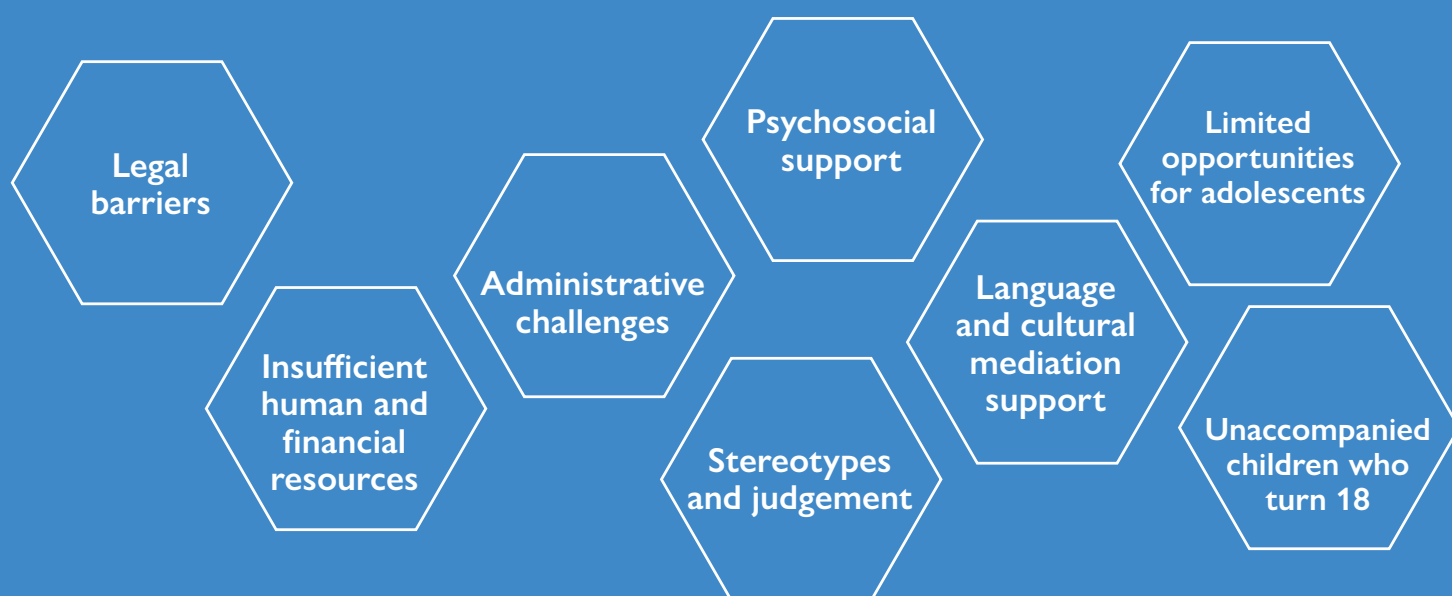 Legal
barriers
Insufficient
human and
financial
resources
Administrative
challenges
Psychosocial
support
Stereotypes
and judgement
Language
and cultural
mediation
support
Limited
opportunities
for adolescents
Unaccompanied
children who
turn 18